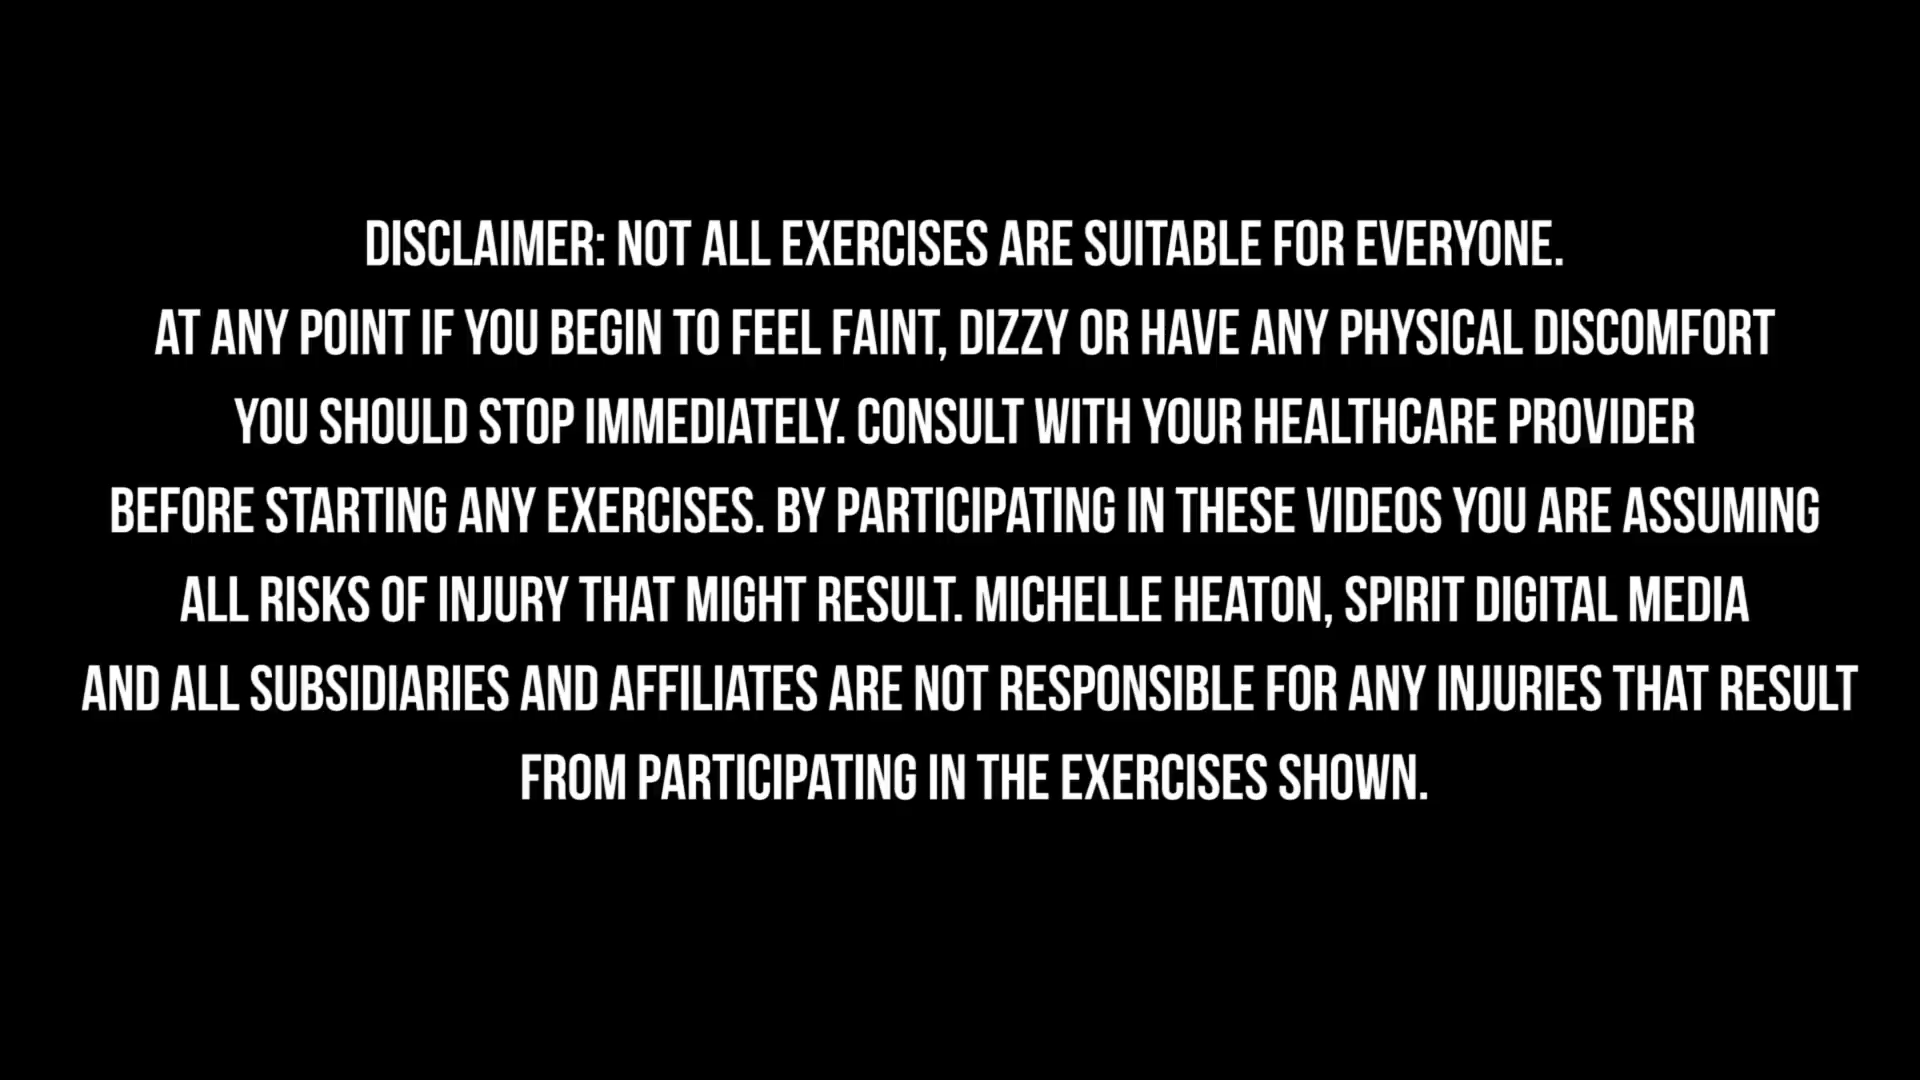 DISCLAIMER: NOT ALL EXERCISES ARE SUITABLE FOR EVERYONE.
AT ANY POINT IF YOU BEGIN TO FEEL FAINT, DIZZY OR HAVE ANY PHYSICAL DISCOMFORT
YOU SHOULD STOP IMMEDIATELY. CONSULT WITH YOUR HEALTHCARE PROVIDER
BEFORE STARTING ANY EXERCISES. BY PARTICIPATING IN THESE VIDEOS YOU ARE ASSUMING
ALL RISKS OF INJURY THAT MIGHT RESULT. MICHELLE HEATON, SPIRIT DIGITAL MEDIA
AND ALL SUBSIDIARIES AND AFFILIATES ARE NOT RESPONSIBLE FOR ANY INJURIES THAT RESULT
FROM PARTICIPATING IN THE EXERCISES SHOWN.